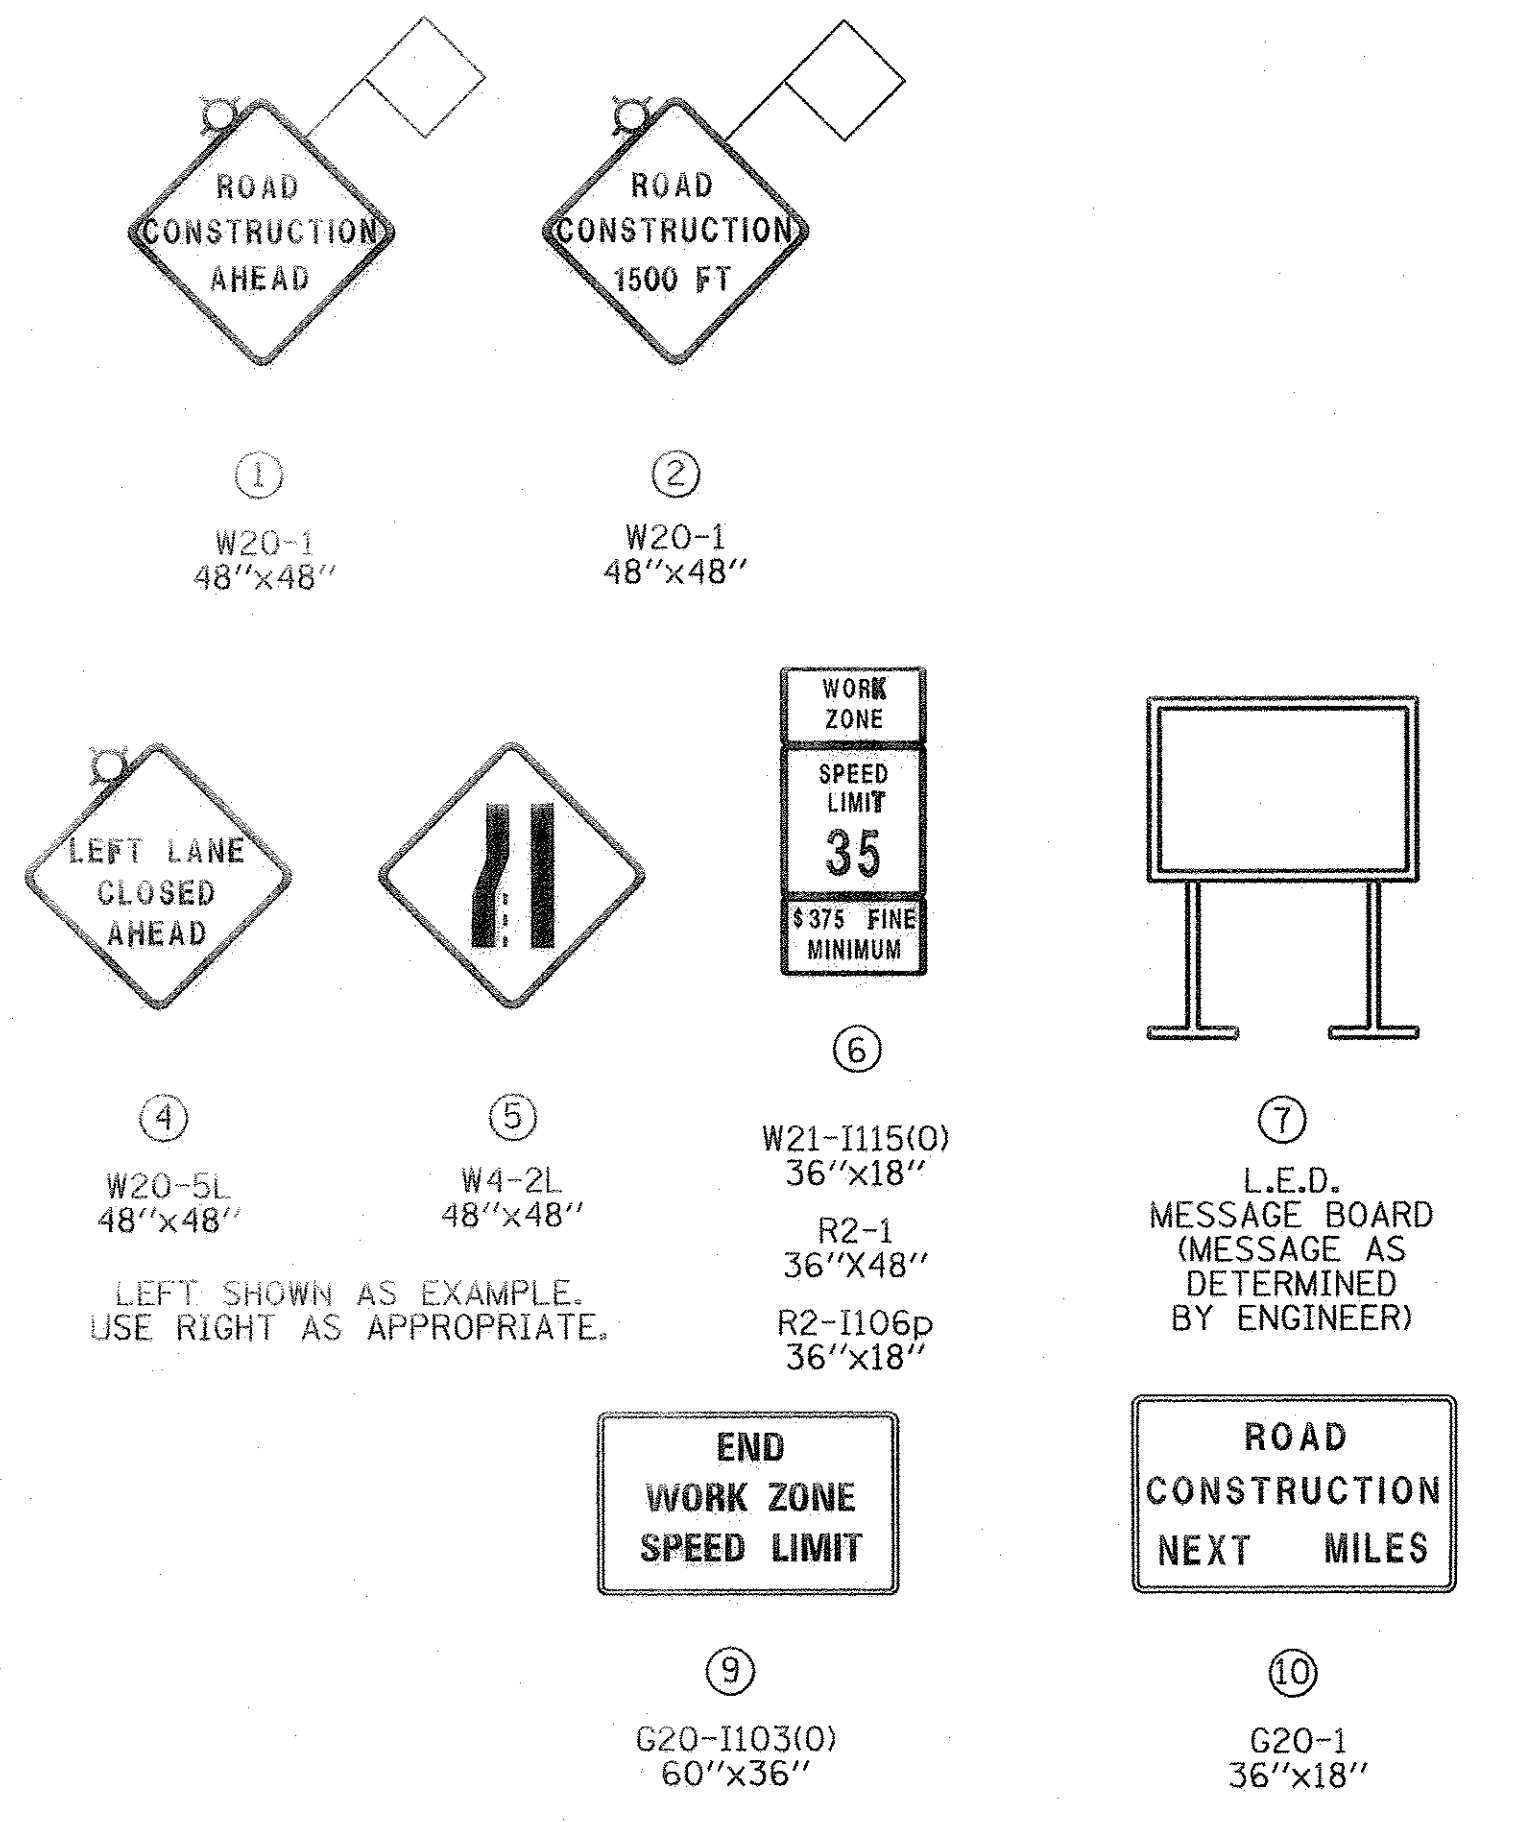 ROAD
CONSTRUCTION
AHEAD
1
W20-1
48"x48"
ROAD
CONSTRUCTION
1500 FT
2
W20-1
48"x48"
LEFT LANE
CLOSED
AHEAD
4
W20-5L
48"x48"
5
W4-2L
48"x48"
LEFT SHOWN AS EXAMPLE.
USE RIGHT AS APPROPRIATE.
WORK
ZONE
SPEED
LIMIT
35
$375 FINE
MINIMUM
6
W21-I115(O)
36"x18"
R2-1
36"X48"
R2-I106p
36"x18"
7
L.E.D.
MESSAGE BOARD
(MESSAGE AS
DETERMINED
BY ENGINEER)
END
WORK ZONE
SPEED LIMIT
9
G20-I103(O)
60"x36"
ROAD
CONSTRUCTION
NEXT MILES
10
G20-1
36"x18"